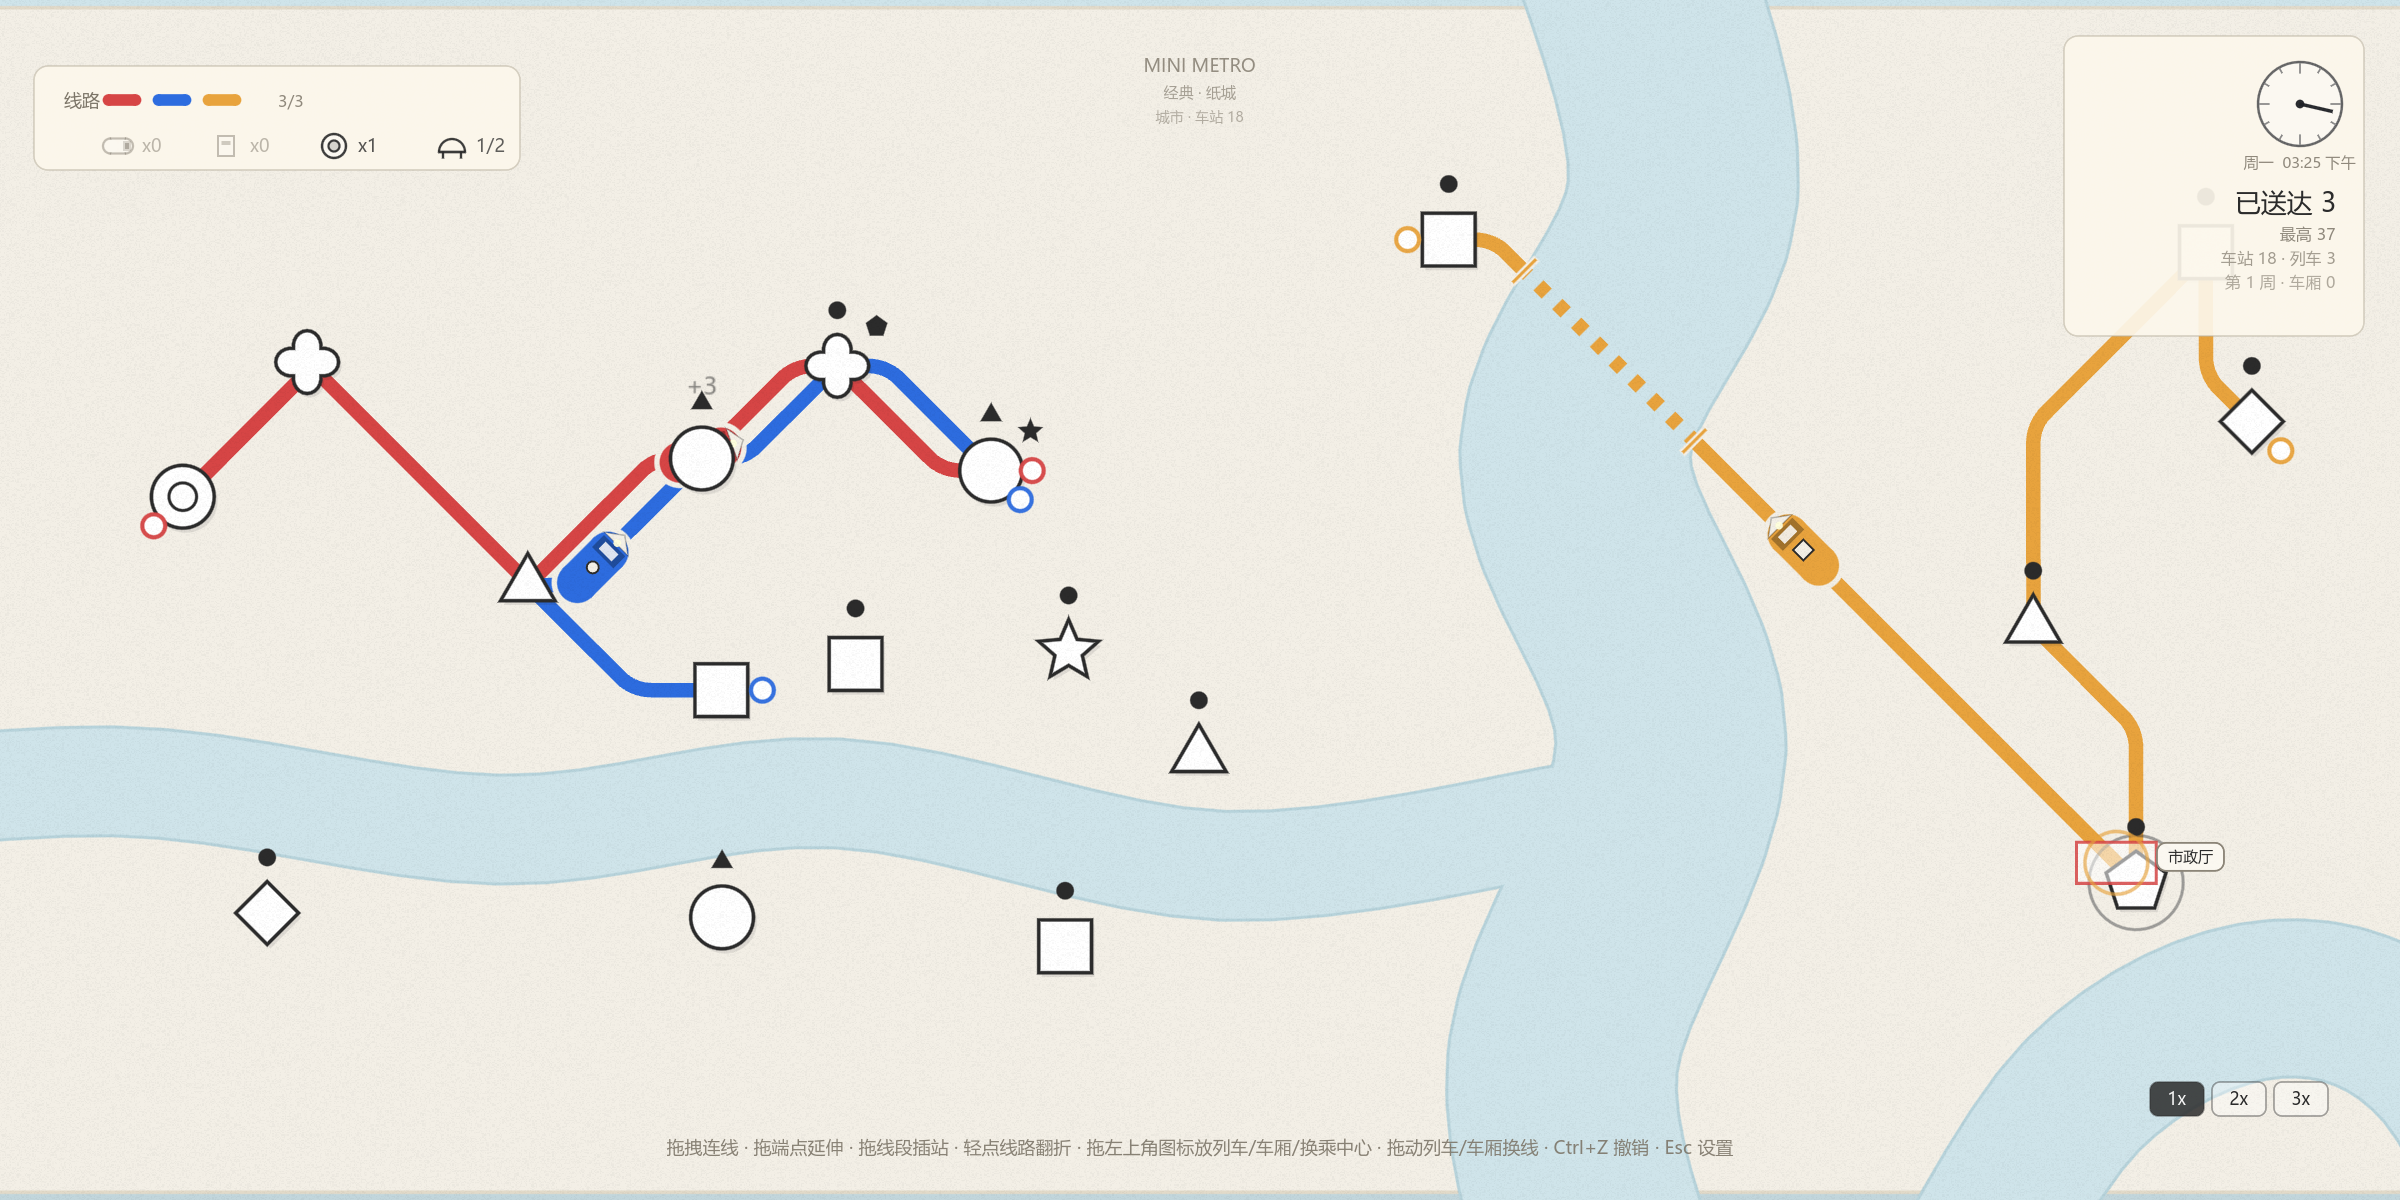 线路 3/3
x0 x0 x1 1/2
MINI METRO
经典 · 纸城
城市 · 车站 18
周一 03:25 下午
已送达 3
最高 37
车站 18 · 列车 3
第 1 周 · 车厢 0
+3
市政厅
1x 2x 3x
拖拽连线 · 拖端点延伸 · 拖线段插站 · 轻点线路翻折 · 拖左上角图标放列车/车厢/换乘中心 · 拖动列车/车厢换线 · Ctrl+Z 撤销 · Esc 设置